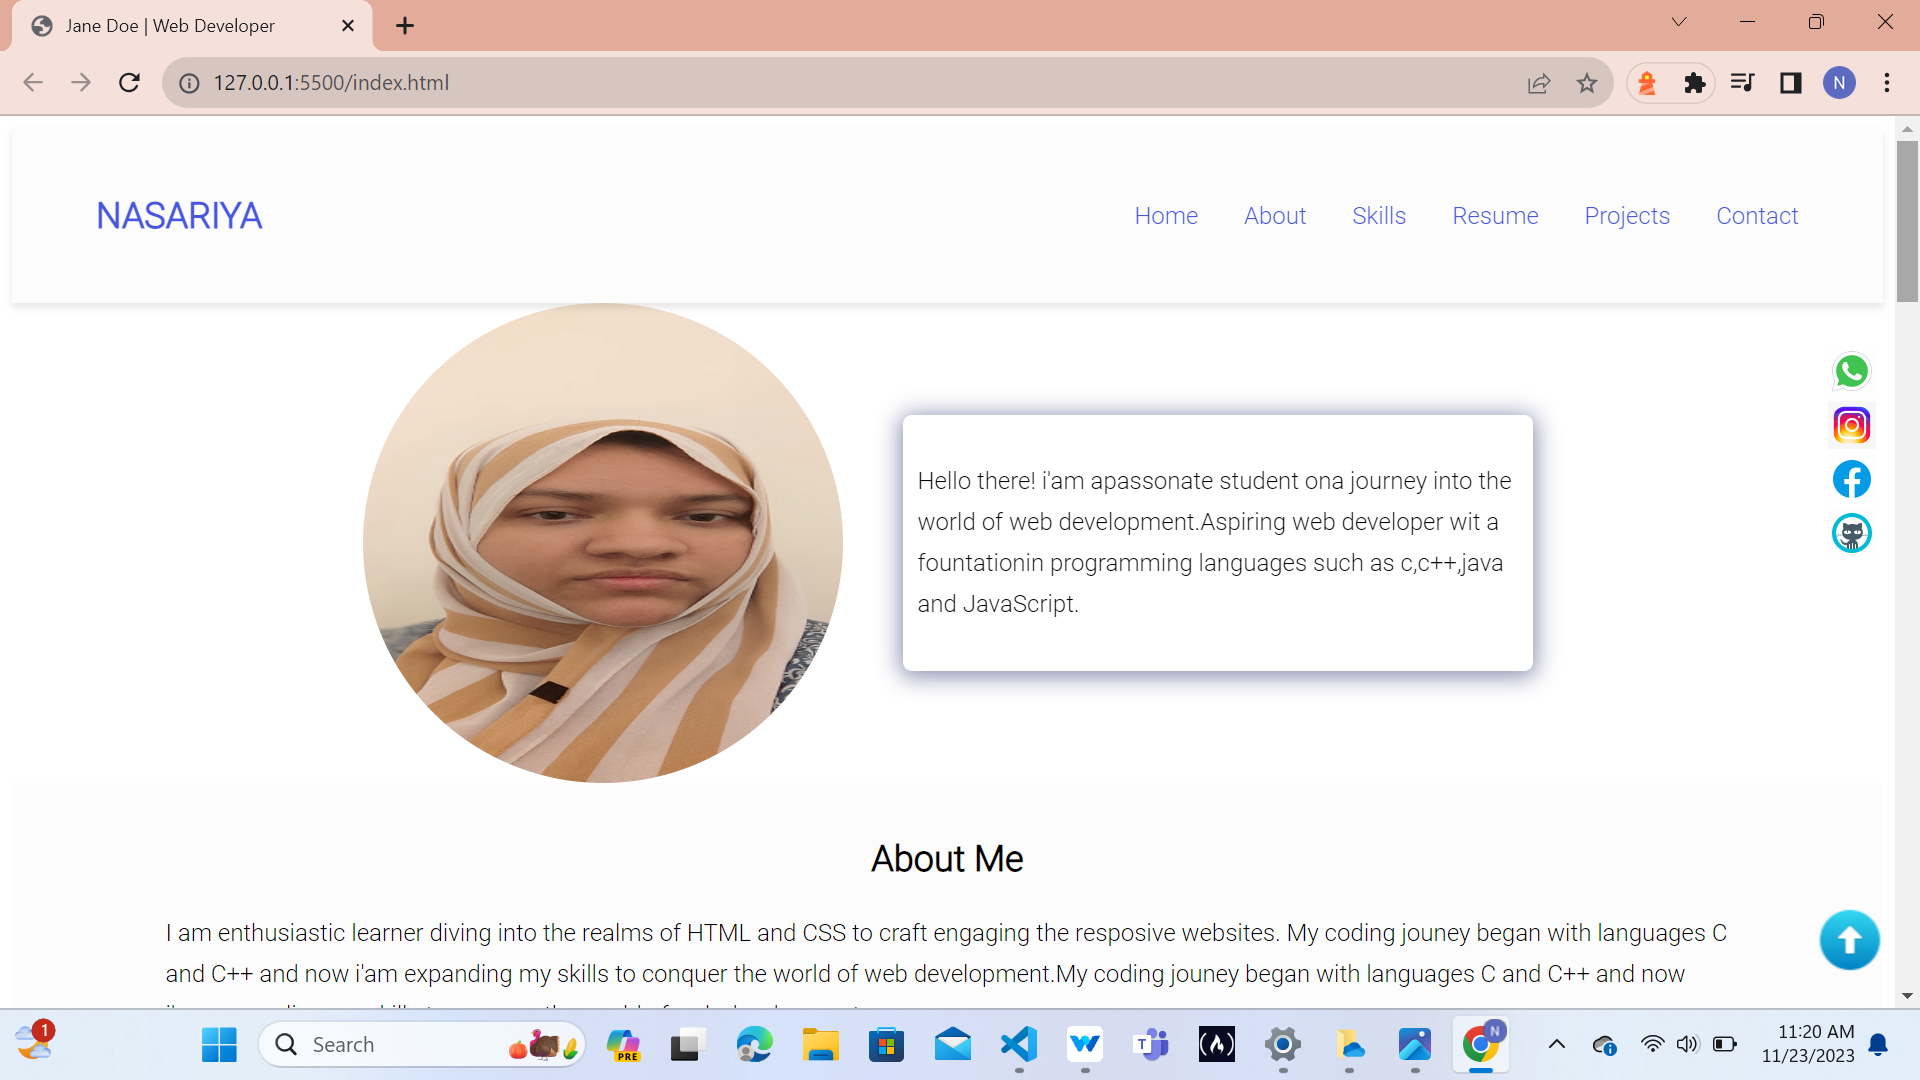 Jane Doe | Web Developer
127.0.0.1:5500/index.html
N
NASARIYA
Home About Skills Resume Projects Contact
Hello there! i'am apassonate student ona journey into the
world of web development.Aspiring web developer wit a
fountationin programming languages such as c,c++,java
and JavaScript.
About Me
I am enthusiastic learner diving into the realms of HTML and CSS to craft engaging the resposive websites. My coding jouney began with languages C
and C++ and now i'am expanding my skills to conquer the world of web development.My coding jouney began with languages C and C++ and now
1
Search
PRE
T
N
11:20 AM
11/23/2023